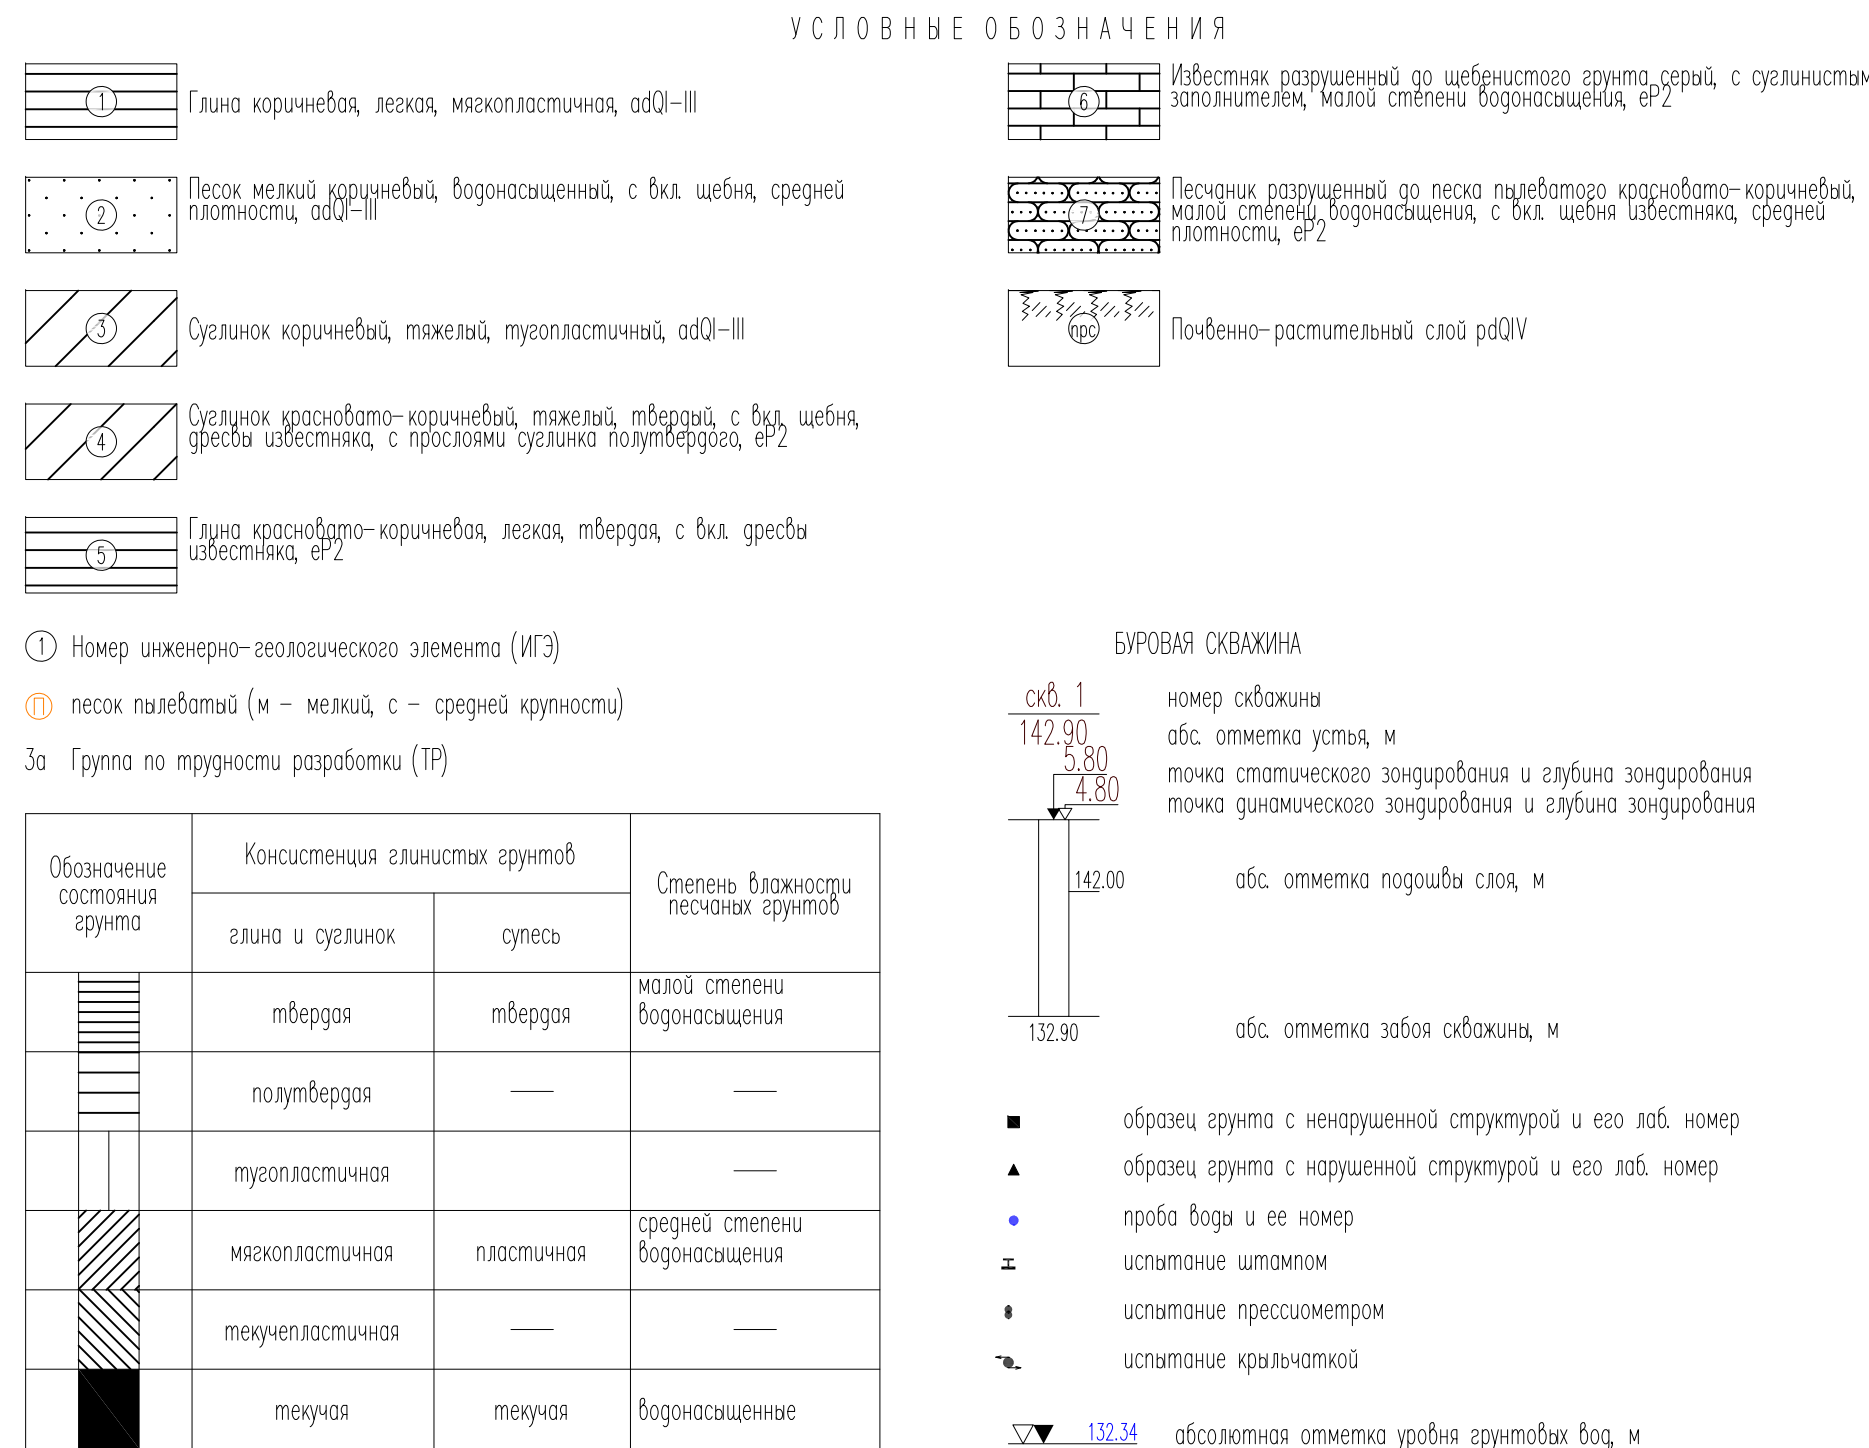 УСЛОВНЫЕ ОБОЗНАЧЕНИЯ
1
Глина коричневая, легкая, мягкопластичная, adQI-III
2
Песок мелкий коричневый, водонасыщенный, с вкл. щебня, средней
плотности, adQI-III
3
Суглинок коричневый, тяжелый, тугопластичный, adQI-III
4
Суглинок красновато-коричневый, тяжелый, твердый, с вкл. щебня,
дресвы известняка, с прослоями суглинка полутвердого, eP2
5
Глина красновато-коричневая, легкая, твердая, с вкл. дресвы
известняка, eP2
6
Известняк разрушенный до щебенистого грунта серый, с суглинистым
заполнителем, малой степени водонасыщения, eP2
7
Песчаник разрушенный до песка пылеватого красновато-коричневый,
малой степени водонасыщения, с вкл. щебня известняка, средней
плотности, eP2
прс
Почвенно-растительный слой pdQIV
1 Номер инженерно-геологического элемента (ИГЭ)
П песок пылеватый (м - мелкий, с - средней крупности)
3а Группа по трудности разработки (ТР)
Обозначение
состояния
грунта
Консистенция глинистых грунтов
глина и суглинок
супесь
Степень влажности
песчаных грунтов
твердая
твердая
малой степени
водонасыщения
полутвердая
—
—
тугопластичная
—
мягкопластичная
пластичная
средней степени
водонасыщения
текучепластичная
—
—
текучая
текучая
водонасыщенные
БУРОВАЯ СКВАЖИНА
скв. 1
номер скважины
142.90
абс. отметка устья, м
5.80
точка статического зондирования и глубина зондирования
4.80
точка динамического зондирования и глубина зондирования
142.00
абс. отметка подошвы слоя, м
132.90
абс. отметка забоя скважины, м
образец грунта с ненарушенной структурой и его лаб. номер
образец грунта с нарушенной структурой и его лаб. номер
проба воды и ее номер
испытание штампом
испытание прессиометром
испытание крыльчаткой
132.34
абсолютная отметка уровня грунтовых вод, м